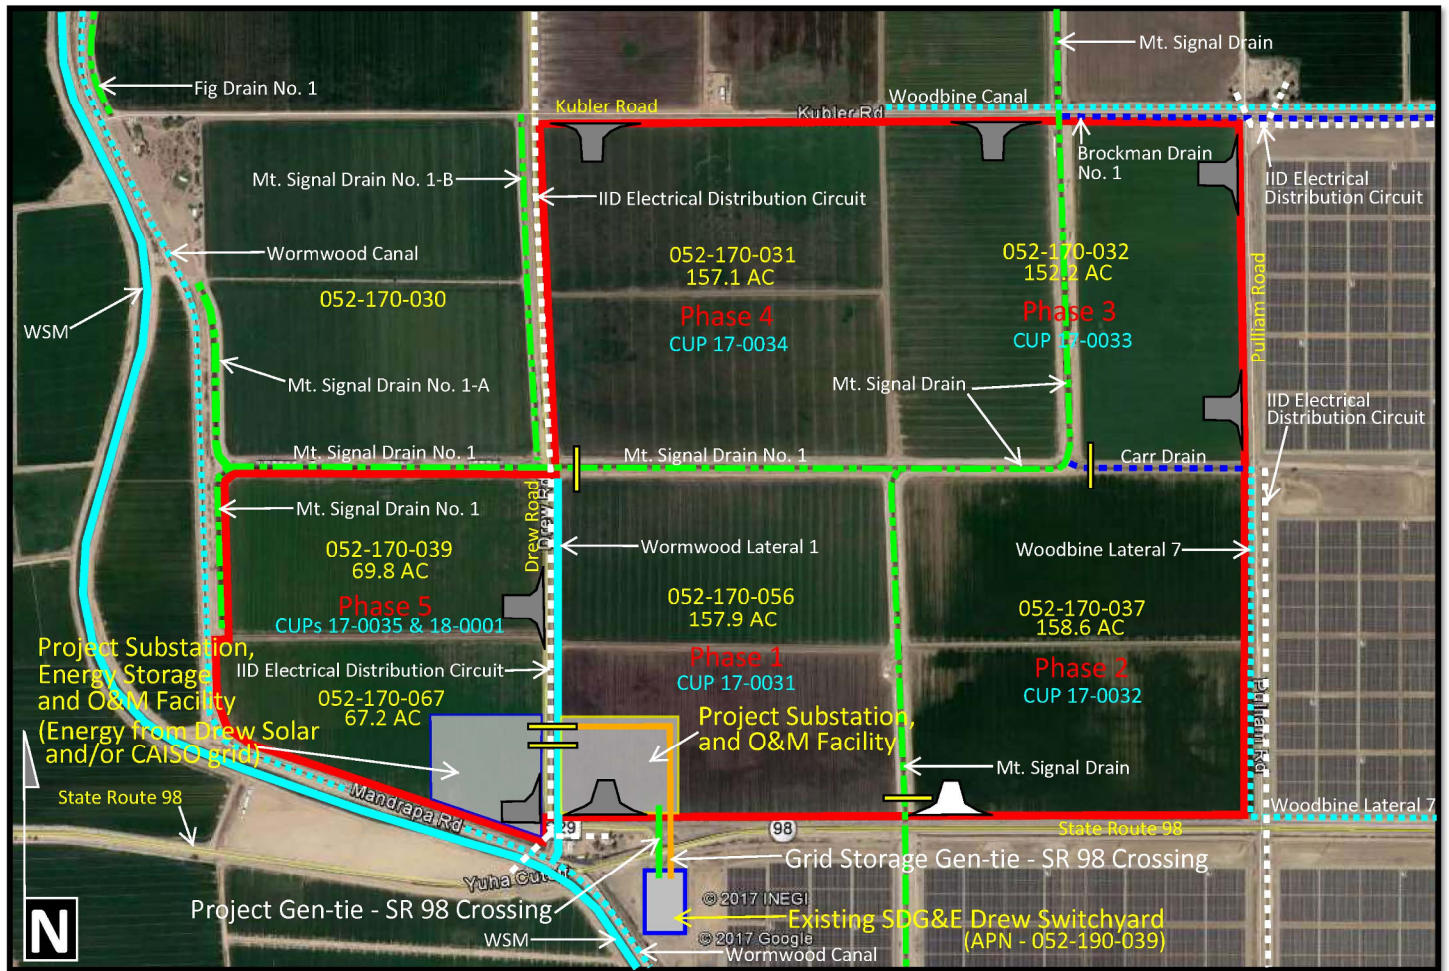 Fig Drain No. 1
Mt. Signal Drain
Kubler Road
Kubler Rd
Woodbine Canal
Brockman Drain
No. 1
Mt. Signal Drain No. 1-B
IID Electrical Distribution Circuit
IID Electrical
Distribution Circuit
Wormwood Canal
052-170-030
052-170-031
157.1 AC
Phase 4
CUP 17-0034
052-170-032
152.2 AC
Phase 3
CUP 17-0033
Pulliam Road
WSM
Mt. Signal Drain No. 1-A
Mt. Signal Drain
IID Electrical
Distribution Circuit
Mt. Signal Drain No. 1
Mt. Signal Drain No. 1
Carr Drain
Mt. Signal Drain No. 1
Drew Road
Drew Rd
052-170-039
69.8 AC
Phase 5
CUPs 17-0035 & 18-0001
Wormwood Lateral 1
Woodbine Lateral 7
052-170-056
157.9 AC
Phase 1
CUP 17-0031
052-170-037
158.6 AC
Phase 2
CUP 17-0032
Project Substation,
Energy Storage
and O&M Facility
(Energy from Drew Solar
and/or CAISO grid)
IID Electrical Distribution Circuit
052-170-067
67.2 AC
Project Substation,
and O&M Facility
Pulliam Rd
Mt. Signal Drain
State Route 98
Mandrapa Rd
Woodbine Lateral 7
29
98
State Route 98
Grid Storage Gen-tie - SR 98 Crossing
Yuha Cutoff
Project Gen-tie - SR 98 Crossing
© 2017 INEGI
Existing SDG&E Drew Switchyard
(APN - 052-190-039)
© 2017 Google
WSM
Wormwood Canal
N